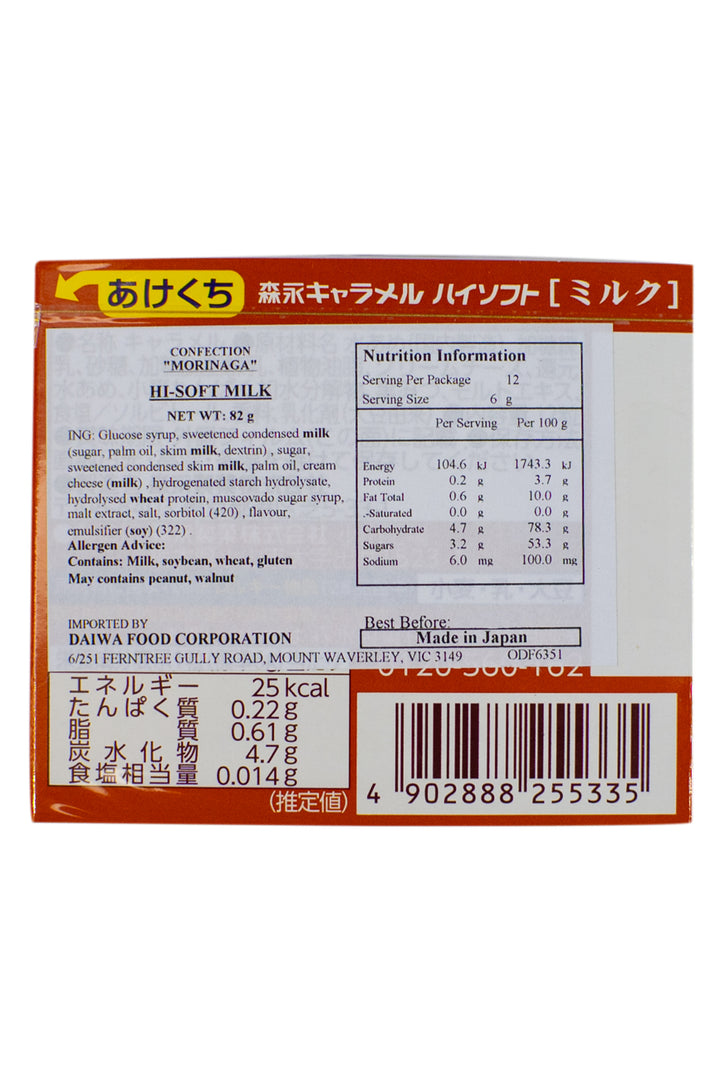 あけくち 森永キャラメル ハイソフト [ミルク]
CONFECTION
"MORINAGA"
HI-SOFT MILK
NET WT: 82 g
ING: Glucose syrup, sweetened condensed milk
(sugar, palm oil, skim milk, dextrin) , sugar,
sweetened condensed skim milk, palm oil, cream
cheese (milk) , hydrogenated starch hydrolysate,
hydrolysed wheat protein, muscovado sugar syrup,
malt extract, salt, sorbitol (420) , flavour,
emulsifier (soy) (322) .
Allergen Advice:
Contains: Milk, soybean, wheat, gluten
May contains peanut, walnut
Nutrition Information
Serving Per Package 12
Serving Size 6 g
Per Serving Per 100 g
Energy 104.6 kJ 1743.3 kJ
Protein 0.2 g 3.7 g
Fat Total 0.6 g 10.0 g
.-Saturated 0.0 g 0.0 g
Carbohydrate 4.7 g 78.3 g
Sugars 3.2 g 53.3 g
Sodium 6.0 mg 100.0 mg
IMPORTED BY
DAIWA FOOD CORPORATION
6/251 FERNTREE GULLY ROAD, MOUNT WAVERLEY, VIC 3149 ODF6351
Best Before:
Made in Japan
小麦・乳・大豆
エネルギー 25kcal
たんぱく質 0.22g
脂質 0.61g
炭水化物 4.7g
食塩相当量 0.014g
(推定値)
4 902888 255335